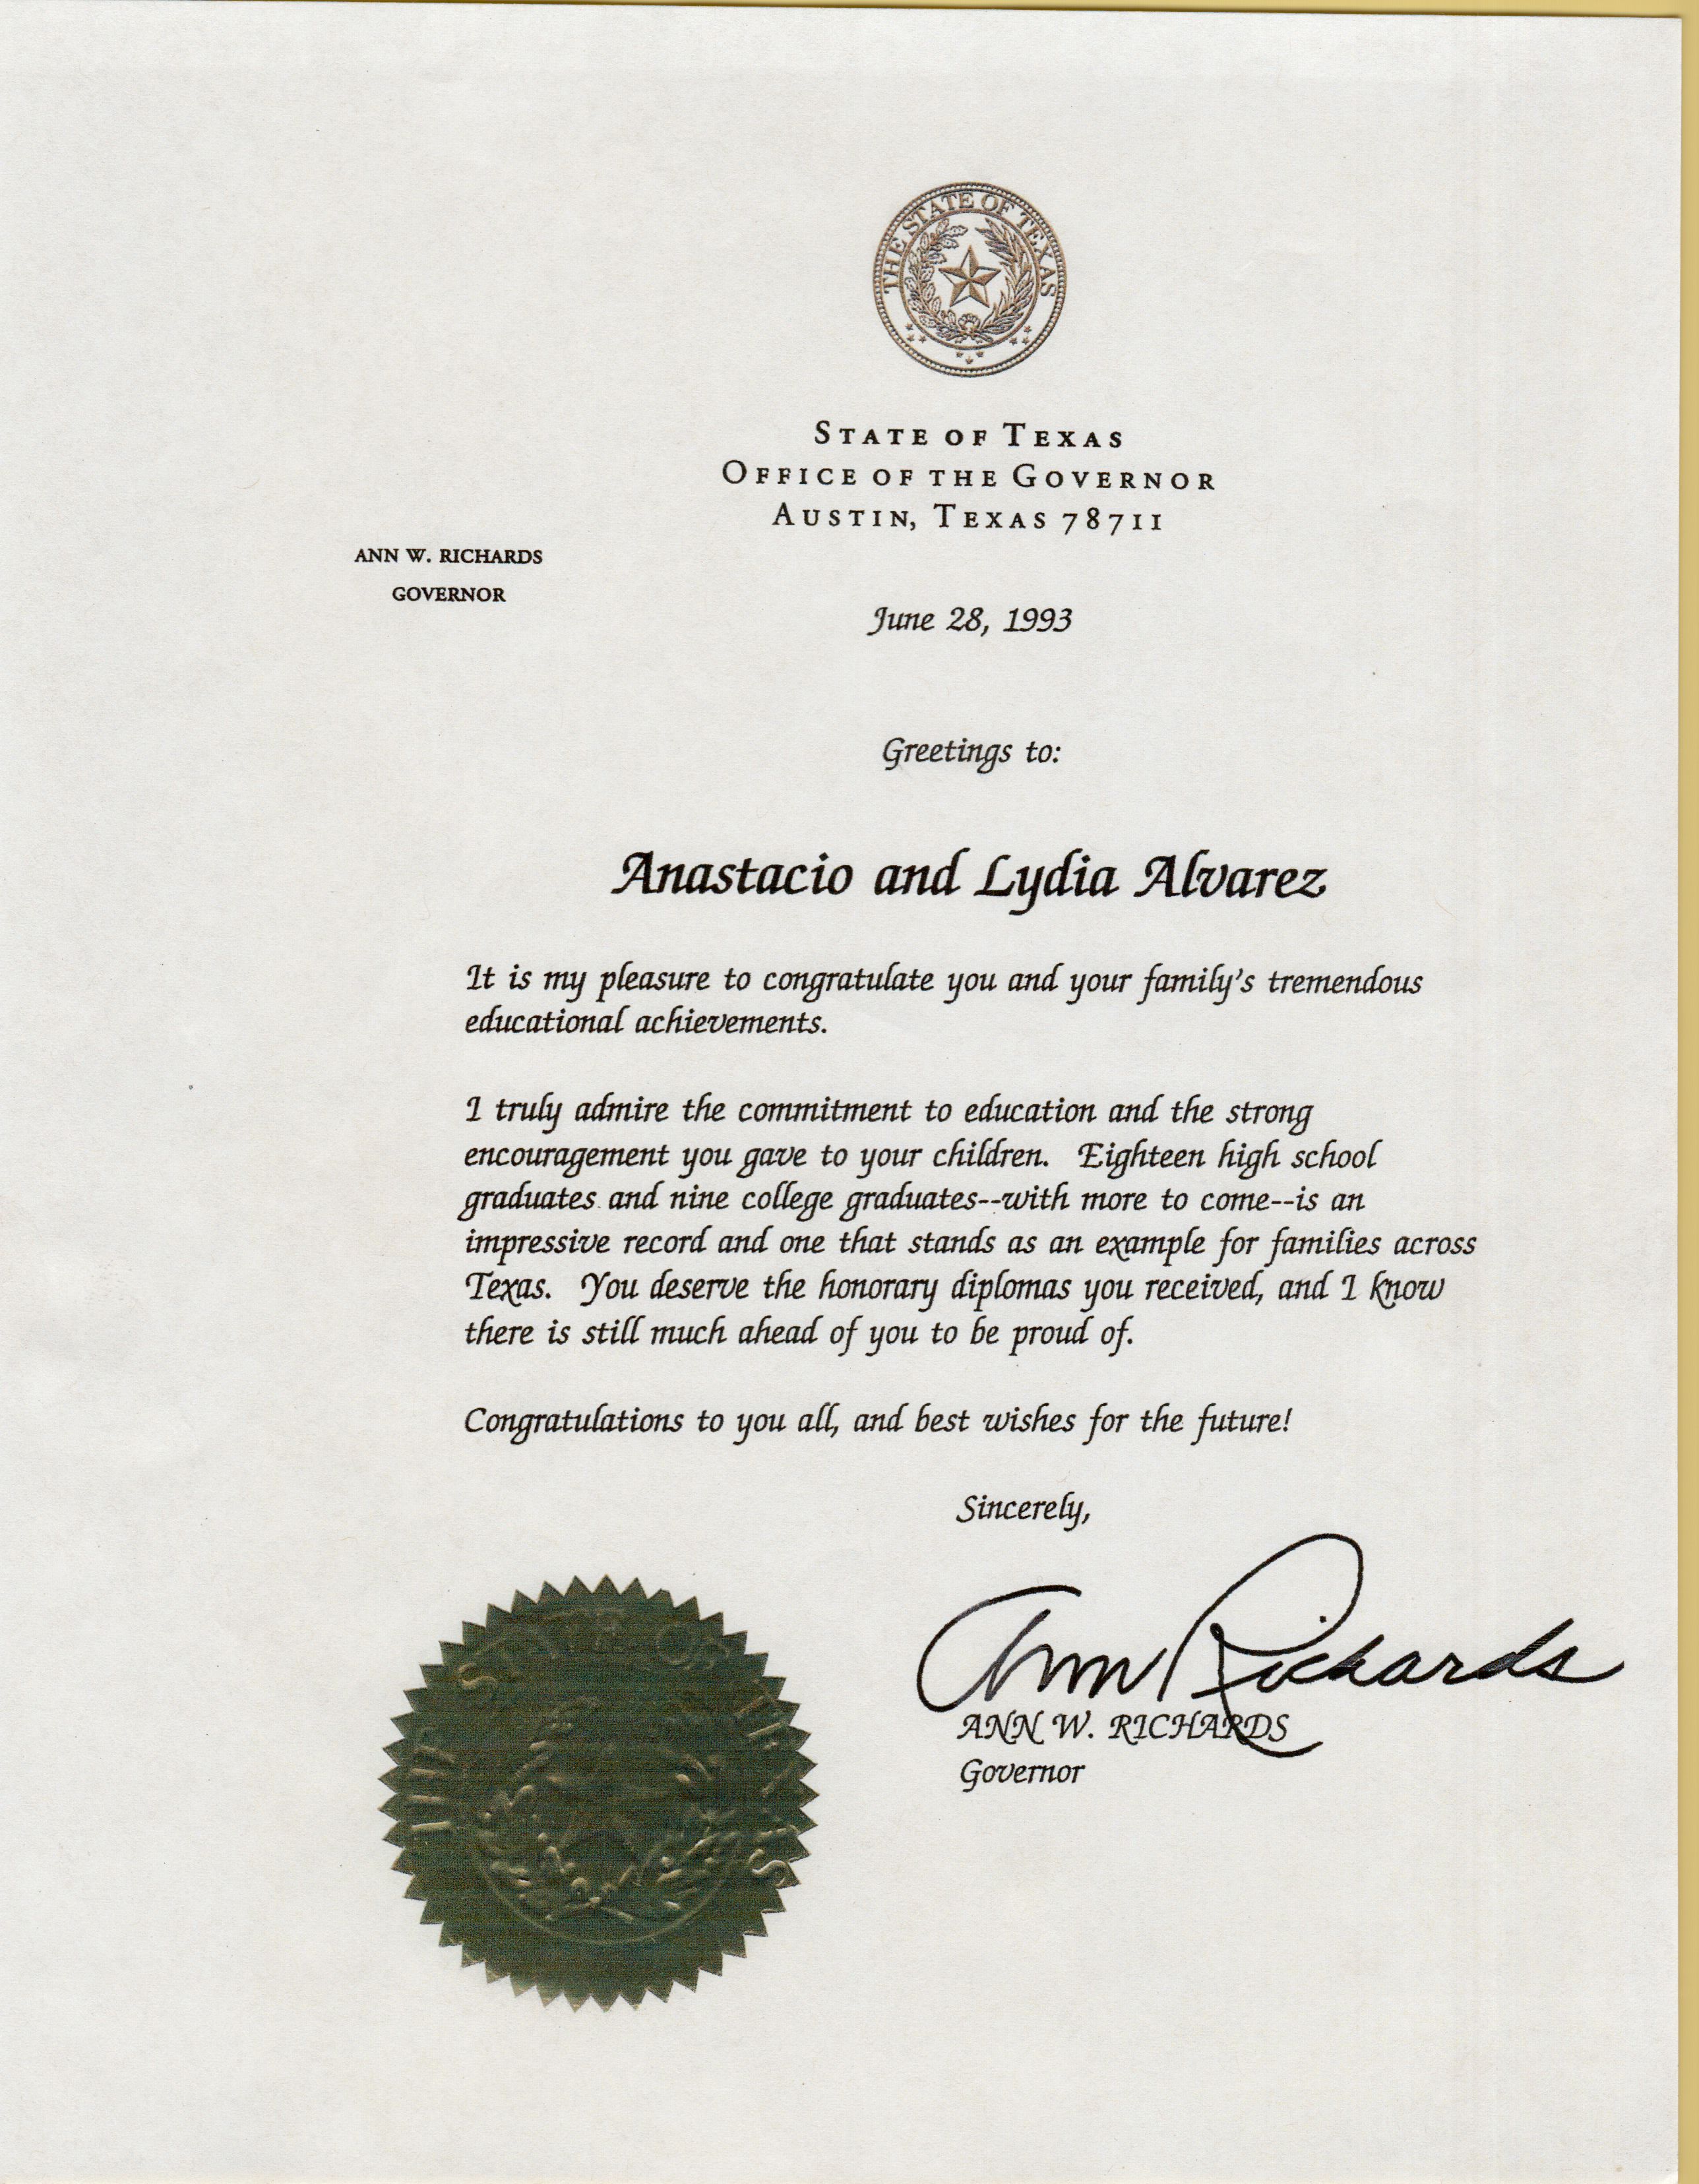 THE STATE OF TEXAS
STATE OF TEXAS
OFFICE OF THE GOVERNOR
AUSTIN, TEXAS 78711
ANN W. RICHARDS
GOVERNOR
June 28, 1993
Greetings to:
Anastacio and Lydia Alvarez
It is my pleasure to congratulate you and your family's tremendous
educational achievements.
I truly admire the commitment to education and the strong
encouragement you gave to your children. Eighteen high school
graduates and nine college graduates--with more to come--is an
impressive record and one that stands as an example for families across
Texas. You deserve the honorary diplomas you received, and I know
there is still much ahead of you to be proud of.
Congratulations to you all, and best wishes for the future!
Sincerely,
Ann Richards
ANN W. RICHARDS
Governor
THE STATE OF TEXAS